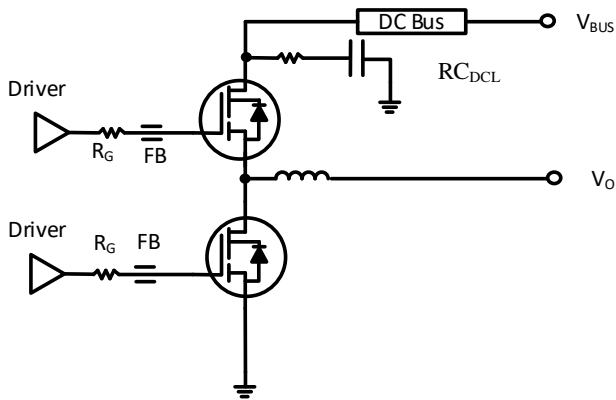 DC Bus
V_BUS
RC_DCL
Driver
R_G
FB
V_O
Driver
R_G
FB